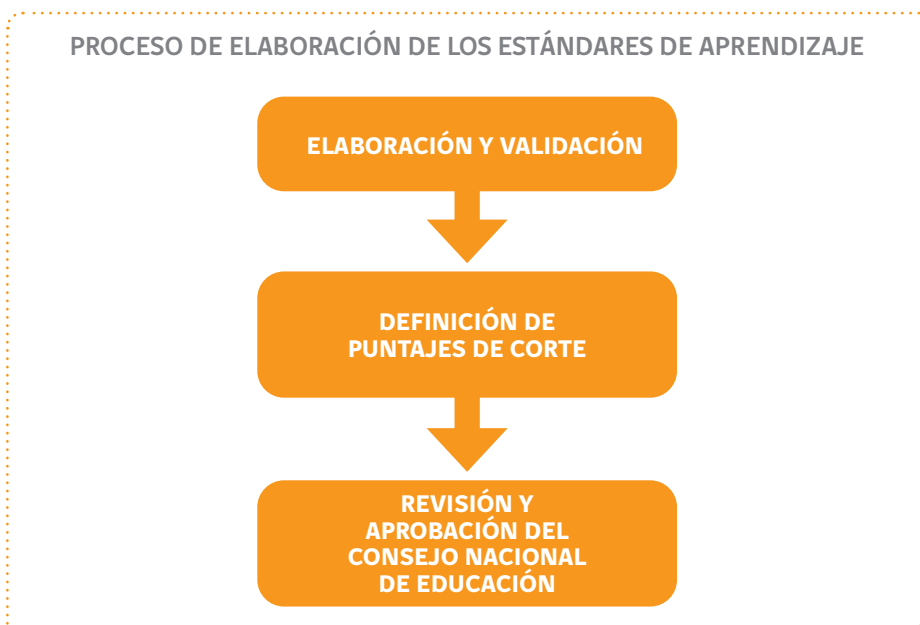 PROCESO DE ELABORACIÓN DE LOS ESTÁNDARES DE APRENDIZAJE
ELABORACIÓN Y VALIDACIÓN
DEFINICIÓN DE
PUNTAJES DE CORTE
REVISIÓN Y
APROBACIÓN DEL
CONSEJO NACIONAL
DE EDUCACIÓN